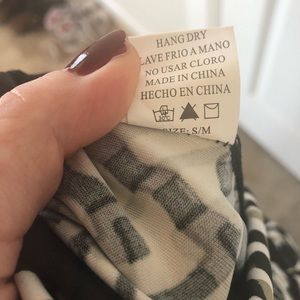 HANG DRY
LAVE FRIO A MANO
NO USAR CLORO
MADE IN CHINA
HECHO EN CHINA
SIZE: S/M